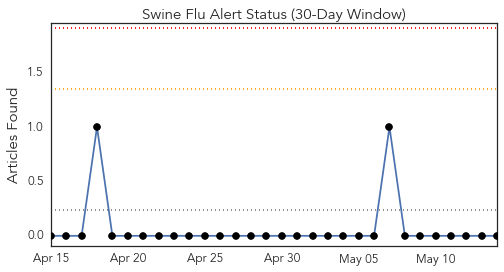 Swine Flu Alert Status (30-Day Window)
Articles Found
1.5
1.0
0.5
0.0
Apr 15 Apr 20 Apr 25 Apr 30 May 05 May 10